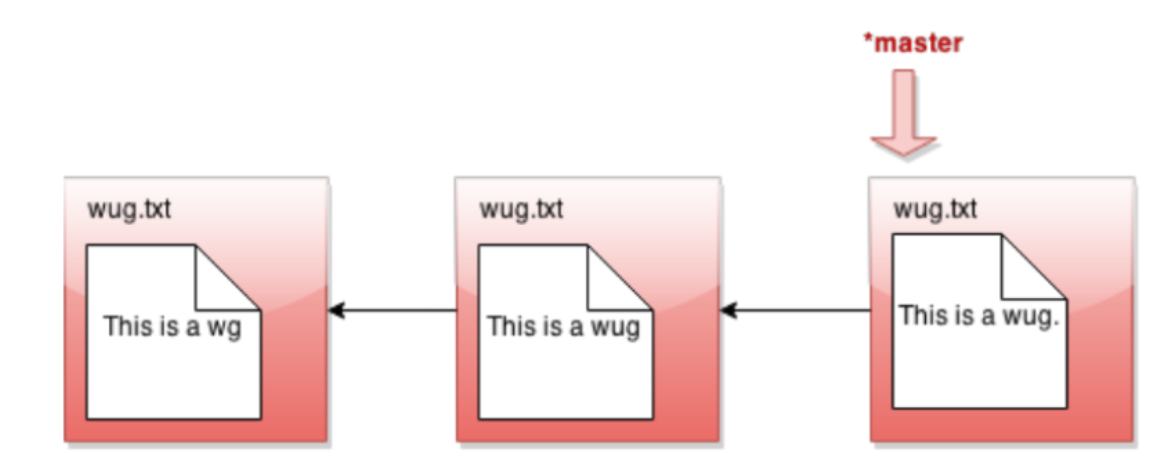 *master
wug.txt
This is a wg
wug.txt
This is a wug
wug.txt
This is a wug.